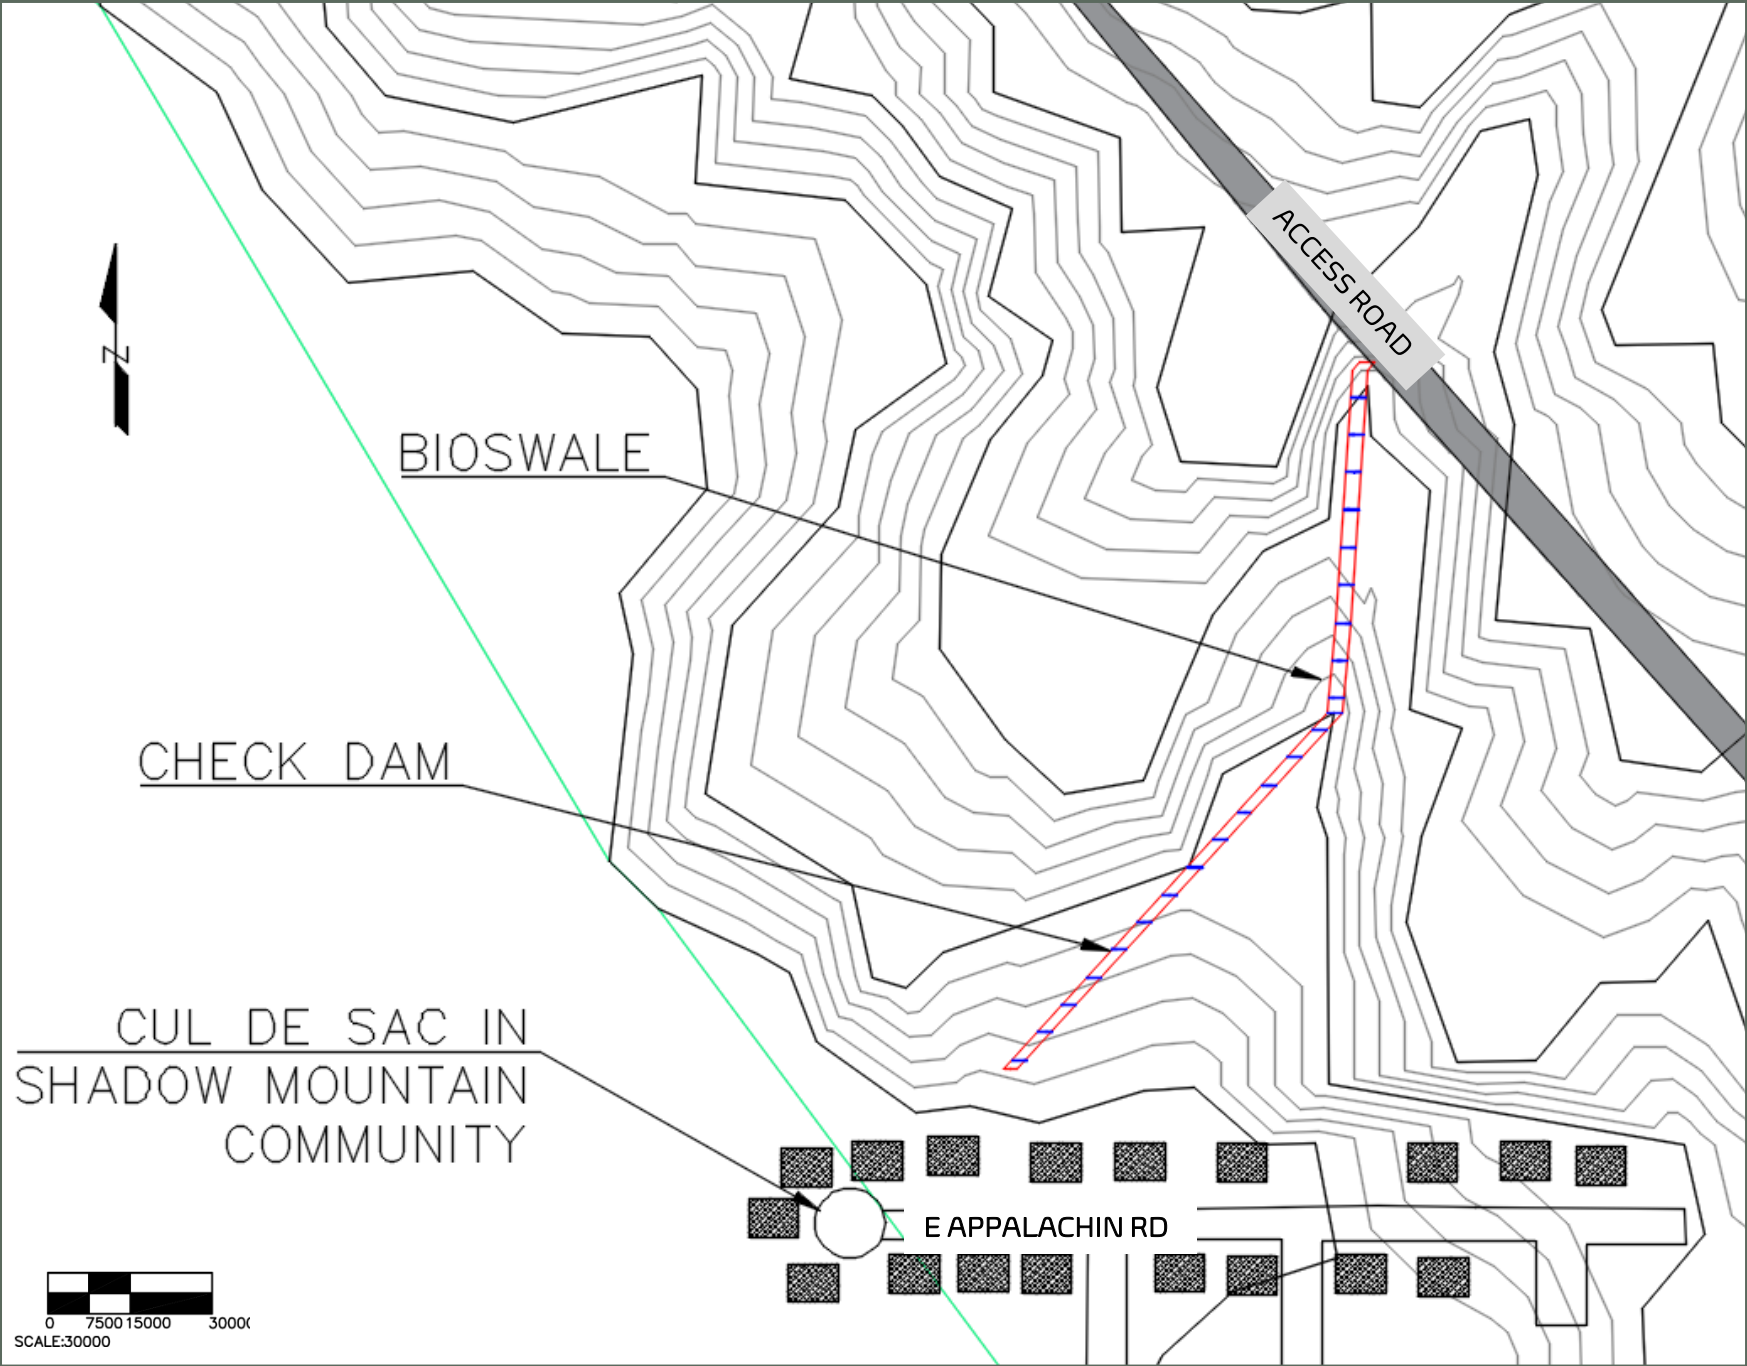 ACCESS ROAD
N
BIOSWALE
CHECK DAM
CUL DE SAC IN
SHADOW MOUNTAIN
COMMUNITY
E APPALACHIN RD
0 7500 15000 30000
SCALE:30000